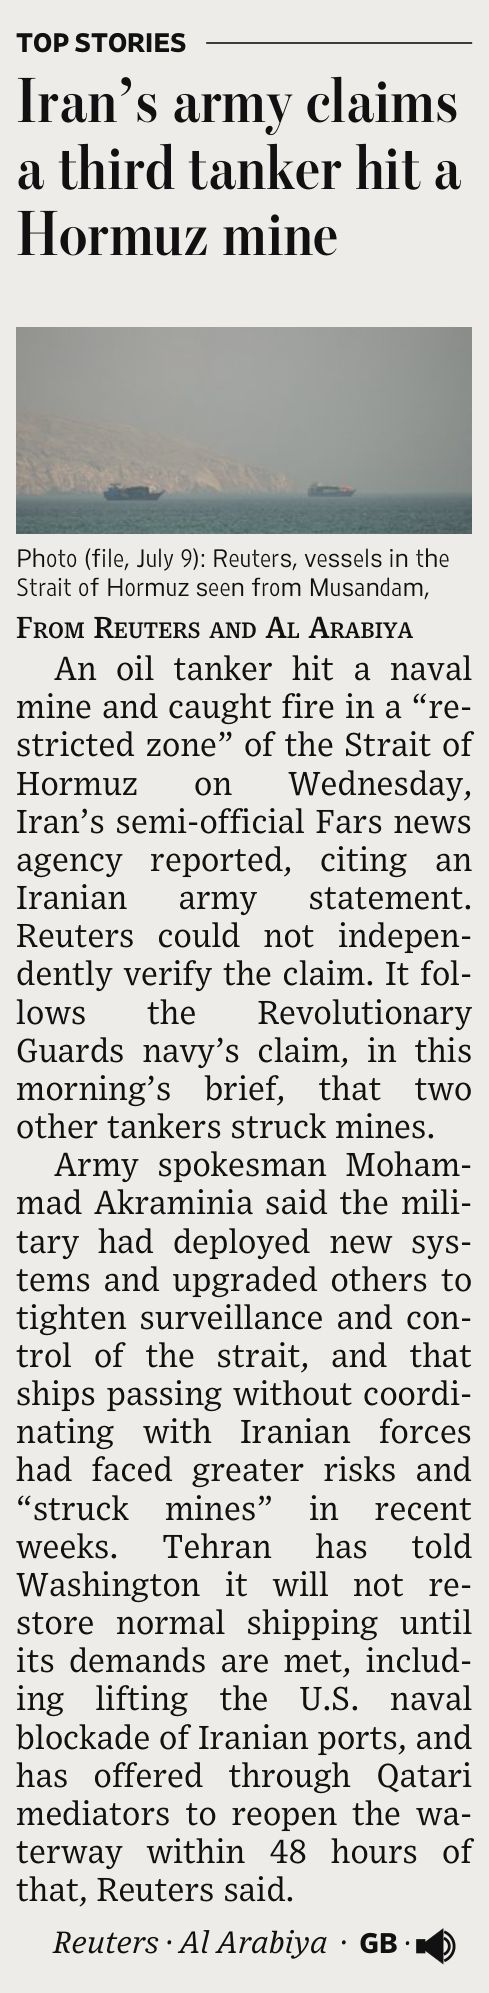 TOP STORIES
Iran’s army claims
a third tanker hit a
Hormuz mine
Photo (file, July 9): Reuters, vessels in the
Strait of Hormuz seen from Musandam,
FROM REUTERS AND AL ARABIYA
An oil tanker hit a naval
mine and caught fire in a “re-
stricted zone” of the Strait of
Hormuz on Wednesday,
Iran’s semi-official Fars news
agency reported, citing an
Iranian army statement.
Reuters could not indepen-
dently verify the claim. It fol-
lows the Revolutionary
Guards navy’s claim, in this
morning’s brief, that two
other tankers struck mines.
Army spokesman Moham-
mad Akraminia said the mili-
tary had deployed new sys-
tems and upgraded others to
tighten surveillance and con-
trol of the strait, and that
ships passing without coordi-
nating with Iranian forces
had faced greater risks and
“struck mines” in recent
weeks. Tehran has told
Washington it will not re-
store normal shipping until
its demands are met, includ-
ing lifting the U.S. naval
blockade of Iranian ports, and
has offered through Qatari
mediators to reopen the wa-
terway within 48 hours of
that, Reuters said.
Reuters · Al Arabiya · GB ·